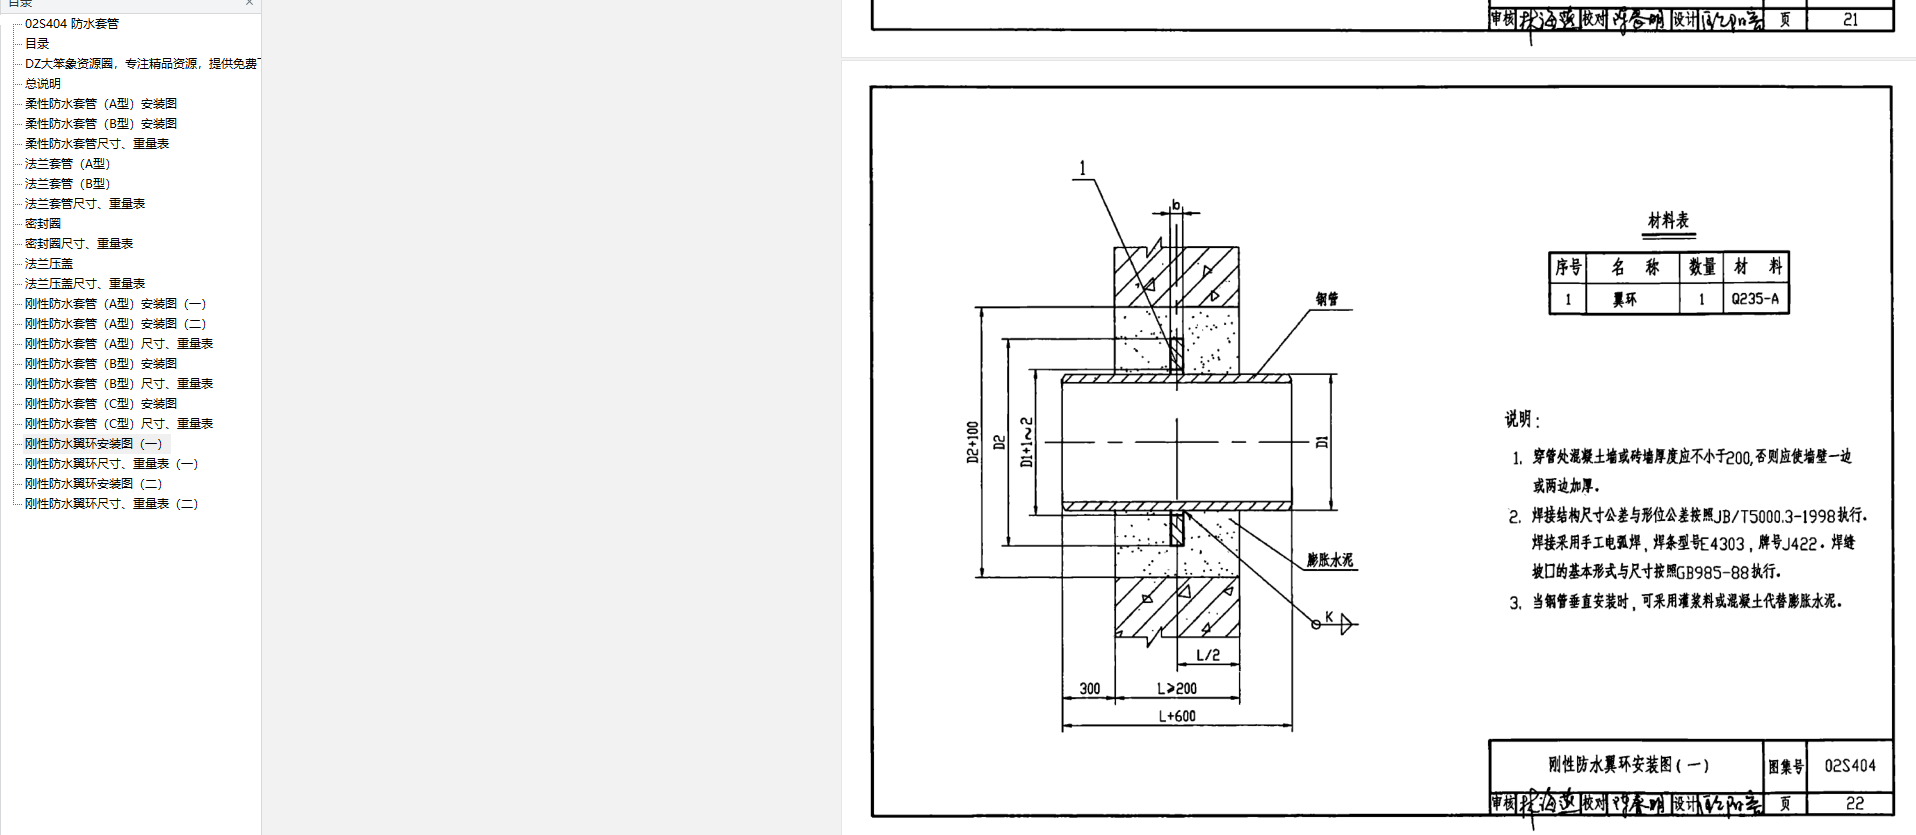 目录
×
02S404 防水套管
目录
DZ大笨象资源圈，专注精品资源，提供免费
总说明
柔性防水套管（A型）安装图
柔性防水套管（B型）安装图
柔性防水套管尺寸、重量表
法兰套管（A型）
法兰套管（B型）
法兰套管尺寸、重量表
密封圈
密封圈尺寸、重量表
法兰压盖
法兰压盖尺寸、重量表
刚性防水套管（A型）安装图（一）
刚性防水套管（A型）安装图（二）
刚性防水套管（A型）尺寸、重量表
刚性防水套管（B型）安装图
刚性防水套管（B型）尺寸、重量表
刚性防水套管（C型）安装图
刚性防水套管（C型）尺寸、重量表
刚性防水翼环安装图（一）
刚性防水翼环尺寸、重量表（一）
刚性防水翼环安装图（二）
刚性防水翼环尺寸、重量表（二）
审核 校对 设计 页 21
1
b
钢管
D2+100
D2
D1+1~2
D1
膨胀水泥
K
L/2
300
L≥200
L+600
材料表
序号 名 称 数量 材 料
1 翼环 1 Q235-A
说明：
1. 穿管处混凝土墙或砖墙厚度应不小于200,否则应使墙壁一边
或两边加厚.
2. 焊接结构尺寸公差与形位公差按照JB/T5000.3-1998执行.
焊接采用手工电弧焊, 焊条型号E4303, 牌号J422. 焊缝
坡口的基本形式与尺寸按照GB985-88执行.
3. 当钢管垂直安装时, 可采用灌浆料或混凝土代替膨胀水泥.
刚性防水翼环安装图(一) 图集号 02S404
审核 校对 设计 页 22